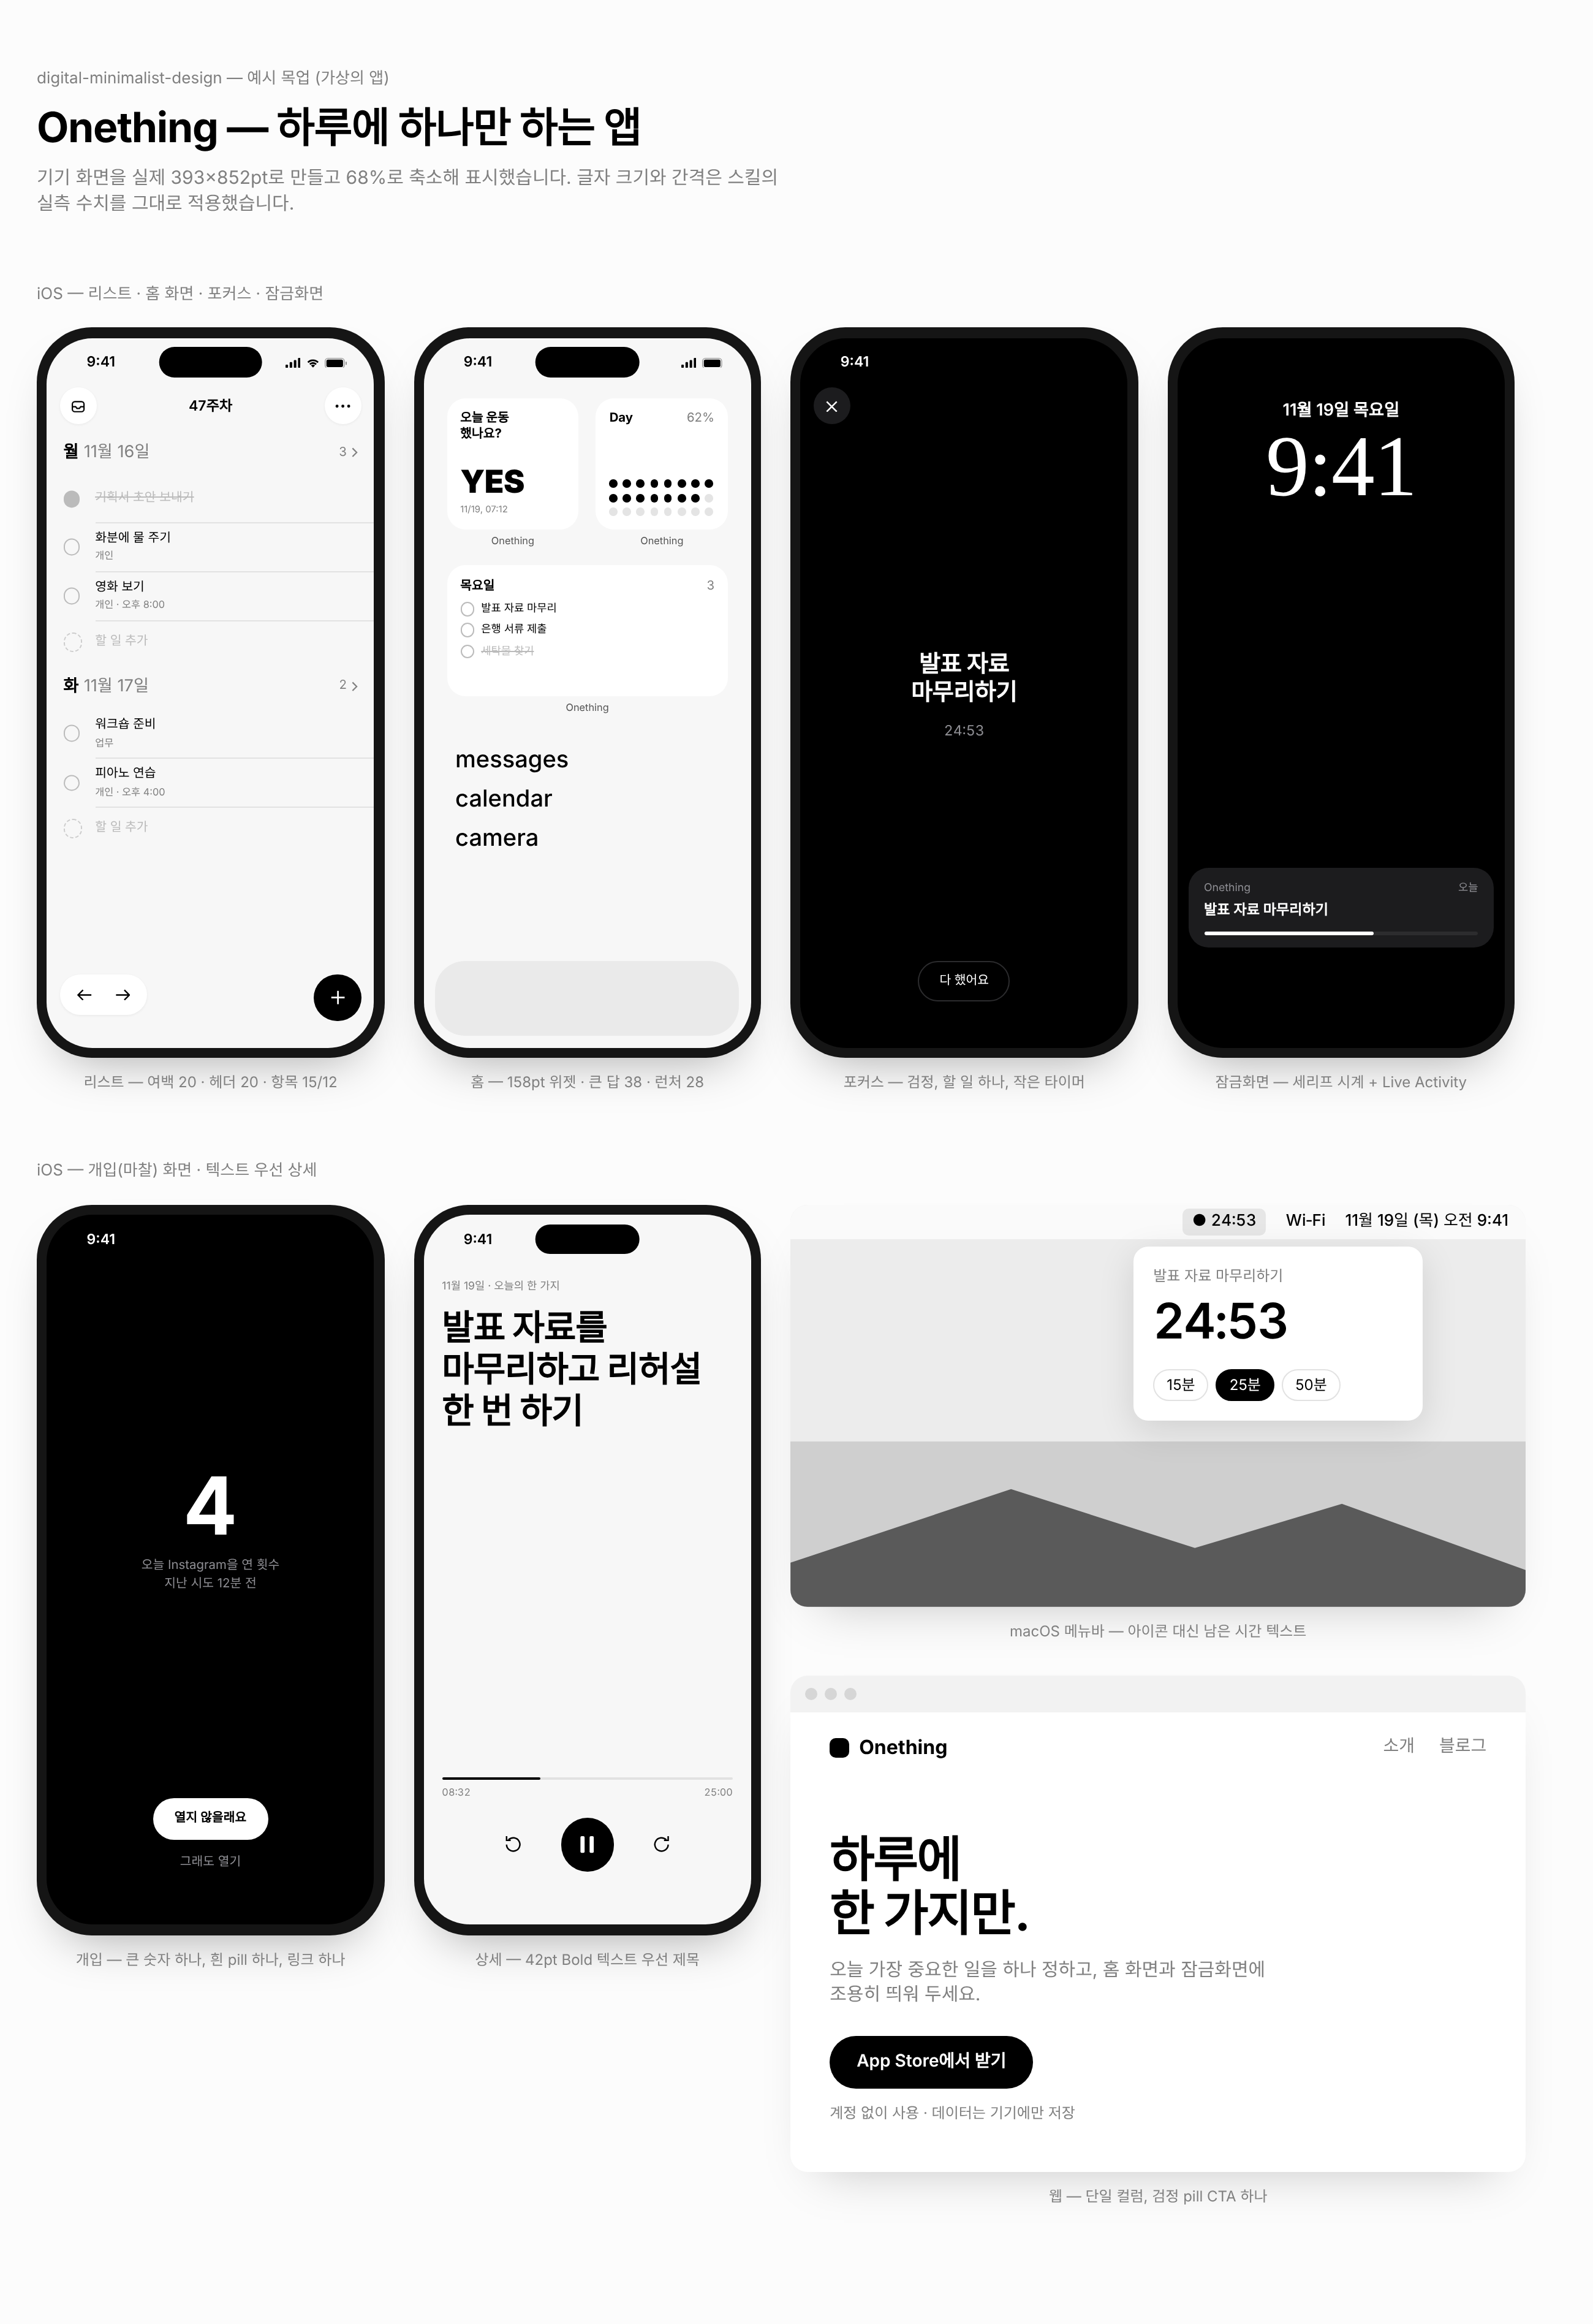 digital-minimalist-design — 예시 목업 (가상의 앱)
Onething — 하루에 하나만 하는 앱
기기 화면을 실제 393×852pt로 만들고 68%로 축소해 표시했습니다. 글자 크기와 간격은 스킬의
실측 수치를 그대로 적용했습니다.
iOS — 리스트 · 홈 화면 · 포커스 · 잠금화면
9:41
47주차
월 11월 16일
3
기획서 초안 보내기
화분에 물 주기
개인
영화 보기
개인 · 오후 8:00
할 일 추가
화 11월 17일
2
워크숍 준비
업무
피아노 연습
개인 · 오후 4:00
할 일 추가
리스트 — 여백 20 · 헤더 20 · 항목 15/12
9:41
오늘 운동
했나요?
YES
11/19, 07:12
Onething
Day
62%
Onething
목요일
3
발표 자료 마무리
은행 서류 제출
세탁물 찾기
Onething
messages
calendar
camera
홈 — 158pt 위젯 · 큰 답 38 · 런처 28
9:41
발표 자료
마무리하기
24:53
다 했어요
포커스 — 검정, 할 일 하나, 작은 타이머
11월 19일 목요일
9:41
Onething
오늘
발표 자료 마무리하기
잠금화면 — 세리프 시계 + Live Activity
iOS — 개입(마찰) 화면 · 텍스트 우선 상세
9:41
4
오늘 Instagram을 연 횟수
지난 시도 12분 전
열지 않을래요
그래도 열기
개입 — 큰 숫자 하나, 흰 pill 하나, 링크 하나
9:41
11월 19일 · 오늘의 한 가지
발표 자료를
마무리하고 리허설
한 번 하기
08:32
25:00
상세 — 42pt Bold 텍스트 우선 제목
24:53
Wi-Fi
11월 19일 (목) 오전 9:41
발표 자료 마무리하기
24:53
15분
25분
50분
macOS 메뉴바 — 아이콘 대신 남은 시간 텍스트
Onething
소개
블로그
하루에
한 가지만.
오늘 가장 중요한 일을 하나 정하고, 홈 화면과 잠금화면에
조용히 띄워 두세요.
App Store에서 받기
계정 없이 사용 · 데이터는 기기에만 저장
웹 — 단일 컬럼, 검정 pill CTA 하나